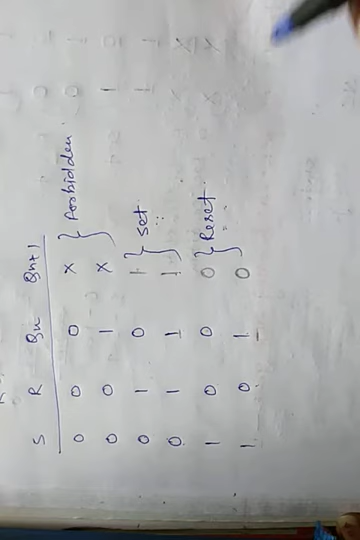 S R Qn Qn+1
0 0 0 x } Forbidden
0 0 1 x
0 1 0 1 } Set
0 1 1 1
1 0 0 0 } Reset
1 0 1 0